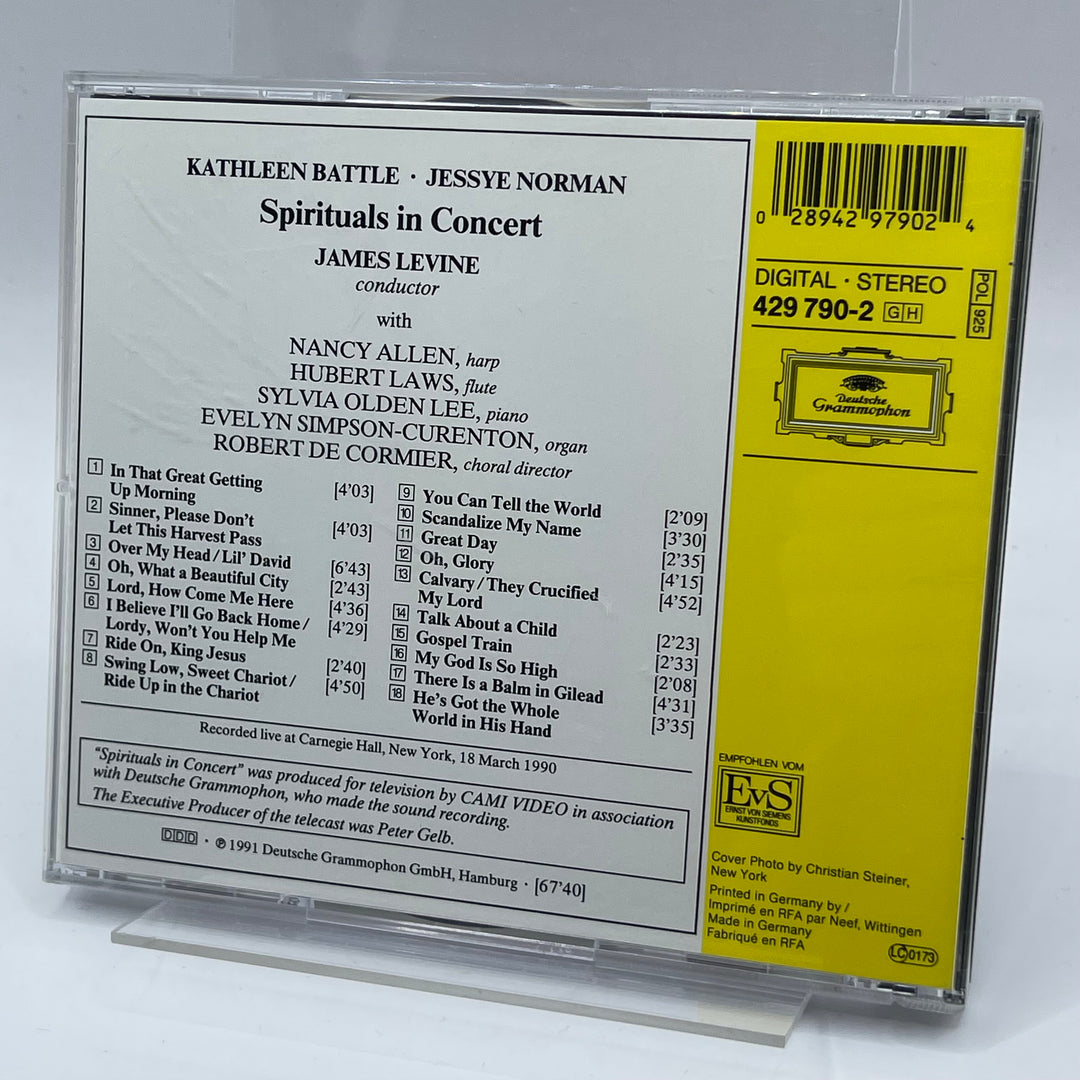 KATHLEEN BATTLE · JESSYE NORMAN
Spirituals in Concert
JAMES LEVINE
conductor
with
NANCY ALLEN, harp
HUBERT LAWS, flute
SYLVIA OLDEN LEE, piano
EVELYN SIMPSON-CURENTON, organ
ROBERT DE CORMIER, choral director
1 In That Great Getting
Up Morning [4'03]
2 Sinner, Please Don't
Let This Harvest Pass [4'03]
3 Over My Head / Lil' David [6'43]
4 Oh, What a Beautiful City [2'43]
5 Lord, How Come Me Here [4'36]
6 I Believe I'll Go Back Home /
Lordy, Won't You Help Me [4'29]
7 Ride On, King Jesus [2'40]
8 Swing Low, Sweet Chariot /
Ride Up in the Chariot [4'50]
9 You Can Tell the World [2'09]
10 Scandalize My Name [3'30]
11 Great Day [2'35]
12 Oh, Glory [4'15]
13 Calvary / They Crucified
My Lord [4'52]
14 Talk About a Child [2'23]
15 Gospel Train [2'33]
16 My God Is So High [2'08]
17 There Is a Balm in Gilead [4'31]
18 He's Got the Whole
World in His Hand [3'35]
Recorded live at Carnegie Hall, New York, 18 March 1990
"Spirituals in Concert" was produced for television by CAMI VIDEO in association
with Deutsche Grammophon, who made the sound recording.
The Executive Producer of the telecast was Peter Gelb.
DDD · ℗ 1991 Deutsche Grammophon GmbH, Hamburg · [67'40]
0 28942 97902 4
DIGITAL · STEREO
429 790-2 GH
POL 925
Deutsche
Grammophon
EMPFOHLEN VOM
EVS
ERNST VON SIEMENS
KUNSTFONDS
Cover Photo by Christian Steiner,
New York
Printed in Germany by /
Imprimé en RFA par Neef, Wittingen
Made in Germany
Fabriqué en RFA
LC 0173